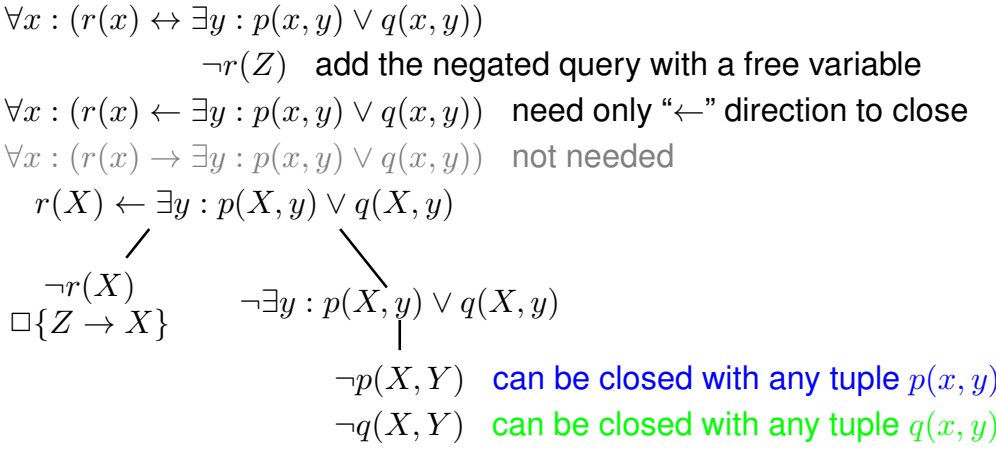 ∀x : (r(x) ↔ ∃y : p(x, y) ∨ q(x, y))
¬r(Z) add the negated query with a free variable
∀x : (r(x) ← ∃y : p(x, y) ∨ q(x, y)) need only “←” direction to close
∀x : (r(x) → ∃y : p(x, y) ∨ q(x, y)) not needed
r(X) ← ∃y : p(X, y) ∨ q(X, y)
¬r(X)
□{Z → X}
¬∃y : p(X, y) ∨ q(X, y)
¬p(X, Y) can be closed with any tuple p(x, y)
¬q(X, Y) can be closed with any tuple q(x, y)